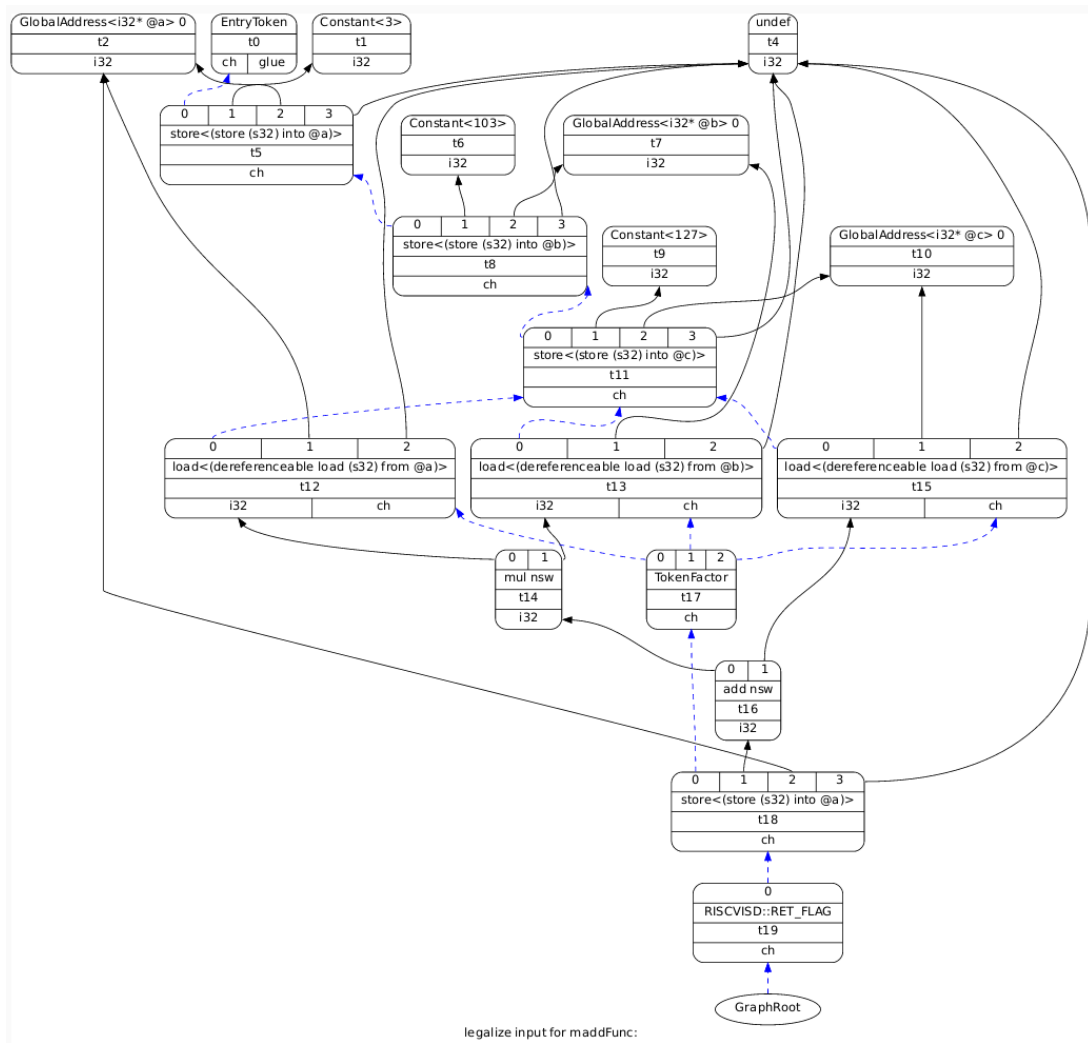 GlobalAddress<i32* @a> 0
t2
i32
EntryToken
t0
ch glue
Constant<3>
t1
i32
undef
t4
i32
0 1 2 3
store<(store (s32) into @a)>
t5
ch
Constant<103>
t6
i32
GlobalAddress<i32* @b> 0
t7
i32
0 1 2 3
store<(store (s32) into @b)>
t8
ch
Constant<127>
t9
i32
GlobalAddress<i32* @c> 0
t10
i32
0 1 2 3
store<(store (s32) into @c)>
t11
ch
0 1 2
load<(dereferenceable load (s32) from @a)>
t12
i32 ch
0 1 2
load<(dereferenceable load (s32) from @b)>
t13
i32 ch
0 1 2
load<(dereferenceable load (s32) from @c)>
t15
i32 ch
0 1
mul nsw
t14
i32
0 1 2
TokenFactor
t17
ch
0 1
add nsw
t16
i32
0 1 2 3
store<(store (s32) into @a)>
t18
ch
0
RISCVISD::RET_FLAG
t19
ch
GraphRoot
legalize input for maddFunc: